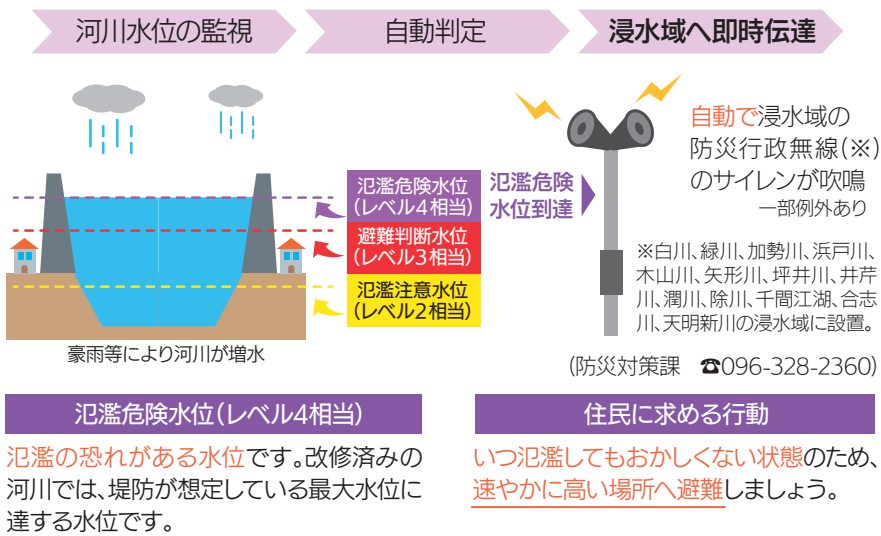 河川水位の監視
自動判定
浸水域へ即時伝達
氾濫危険水位
(レベル4相当)
避難判断水位
(レベル3相当)
氾濫注意水位
(レベル2相当)
豪雨等により河川が増水
氾濫危険
水位到達
自動で浸水域の
防災行政無線(※)
のサイレンが吹鳴
一部例外あり
※白川、緑川、加勢川、浜戸川、
木山川、矢形川、坪井川、井芹
川、潤川、除川、千間江湖、合志
川、天明新川の浸水域に設置。
(防災対策課 ☎096-328-2360)
氾濫危険水位(レベル4相当)
氾濫の恐れがある水位です。改修済みの
河川では、堤防が想定している最大水位に
達する水位です。
住民に求める行動
いつ氾濫してもおかしくない状態のため、
速やかに高い場所へ避難しましょう。